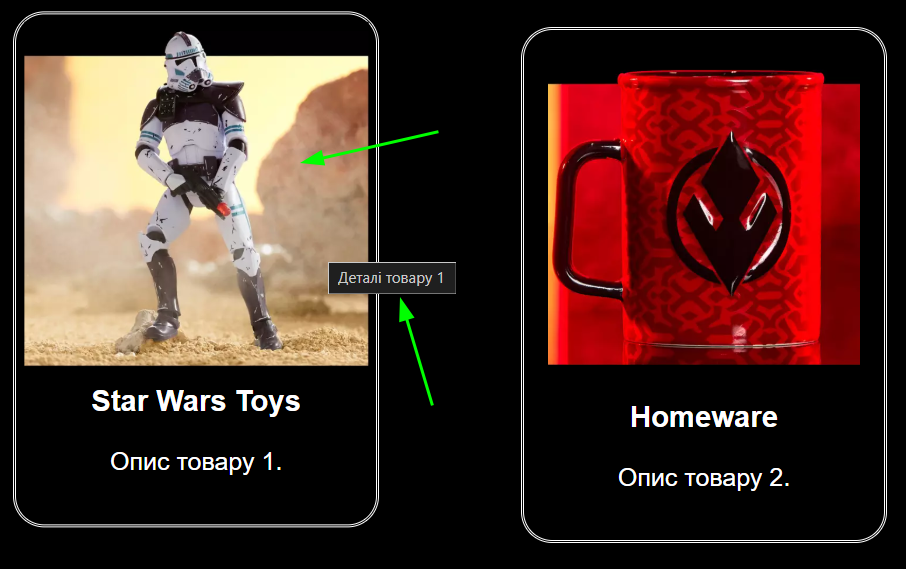 Деталі товару 1
Star Wars Toys
Опис товару 1.
Homeware
Опис товару 2.